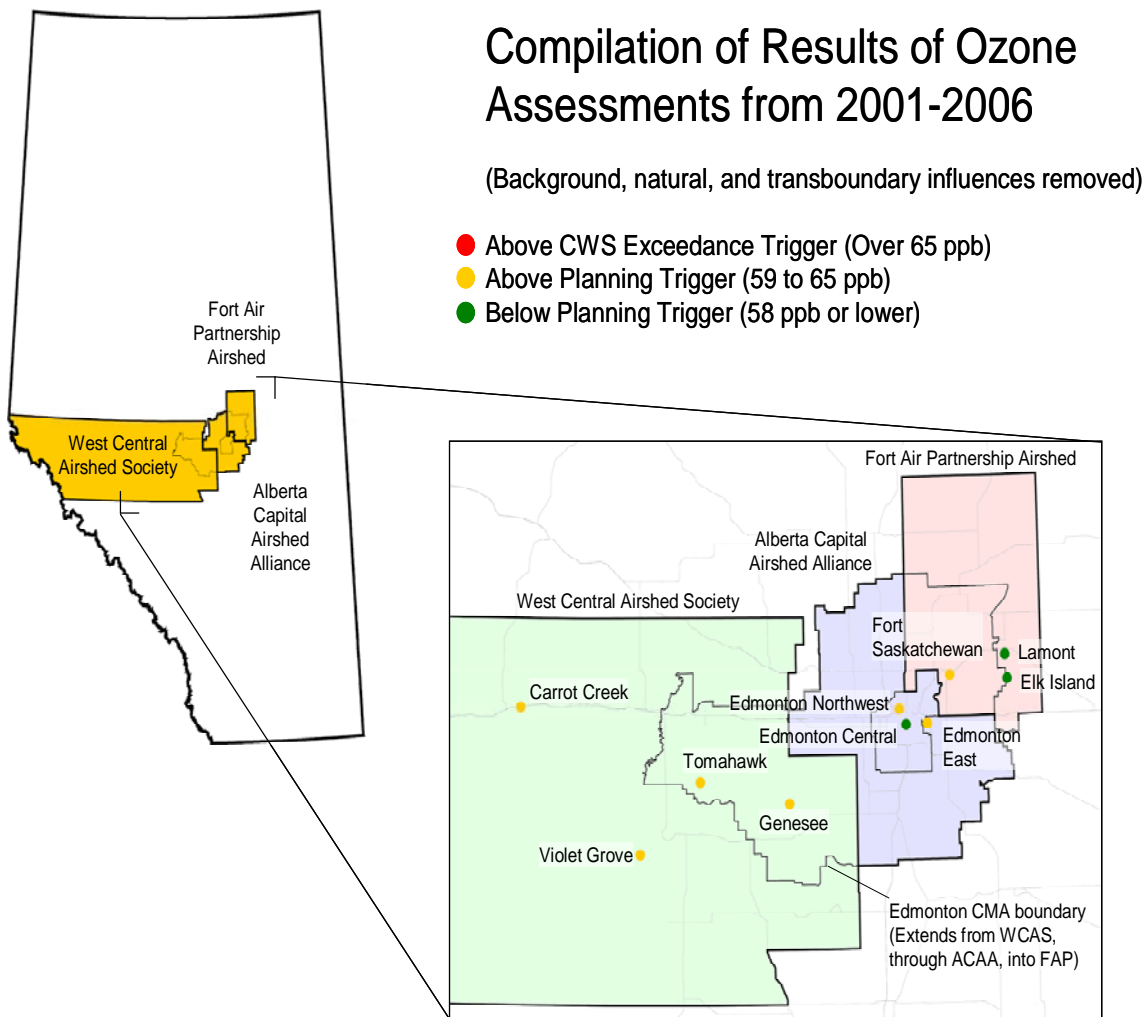 Compilation of Results of Ozone
Assessments from 2001-2006
(Background, natural, and transboundary influences removed)
Above CWS Exceedance Trigger (Over 65 ppb)
Above Planning Trigger (59 to 65 ppb)
Below Planning Trigger (58 ppb or lower)
Fort Air
Partnership
Airshed
West Central
Airshed Society
Alberta
Capital
Airshed
Alliance
Fort Air Partnership Airshed
Alberta Capital
Airshed Alliance
West Central Airshed Society
Fort
Saskatchewan
Lamont
Elk Island
Carrot Creek
Edmonton Northwest
Edmonton Central
Edmonton
East
Tomahawk
Genesee
Violet Grove
Edmonton CMA boundary
(Extends from WCAS,
through ACAA, into FAP)